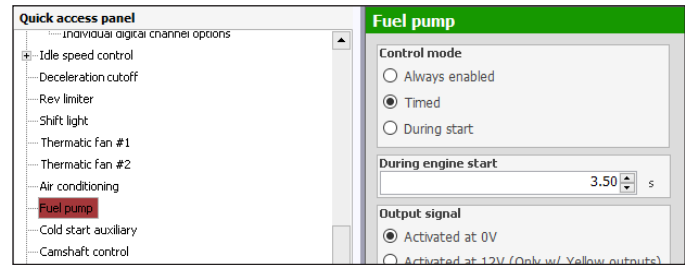 Quick access panel
Individual digital channel options
Idle speed control
Deceleration cutoff
Rev limiter
Shift light
Thermatic fan #1
Thermatic fan #2
Air conditioning
Fuel pump
Cold start auxiliary
Camshaft control
Fuel pump
Control mode
Always enabled
Timed
During start
During engine start
3.50 s
Output signal
Activated at 0V
Activated at 12V (Only w/ Yellow outputs)